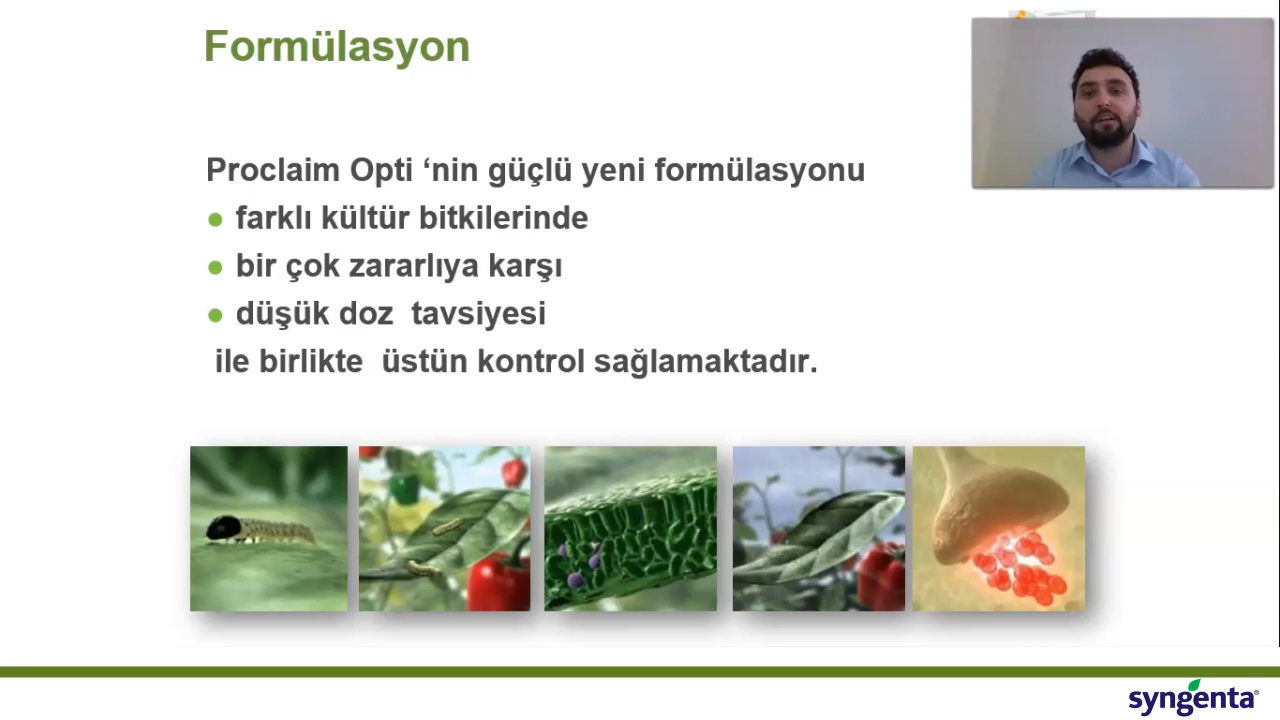 Formülasyon
Proclaim Opti ‘nin güçlü yeni formülasyonu
farklı kültür bitkilerinde
bir çok zararlıya karşı
düşük doz tavsiyesi
ile birlikte üstün kontrol sağlamaktadır.
syngenta®